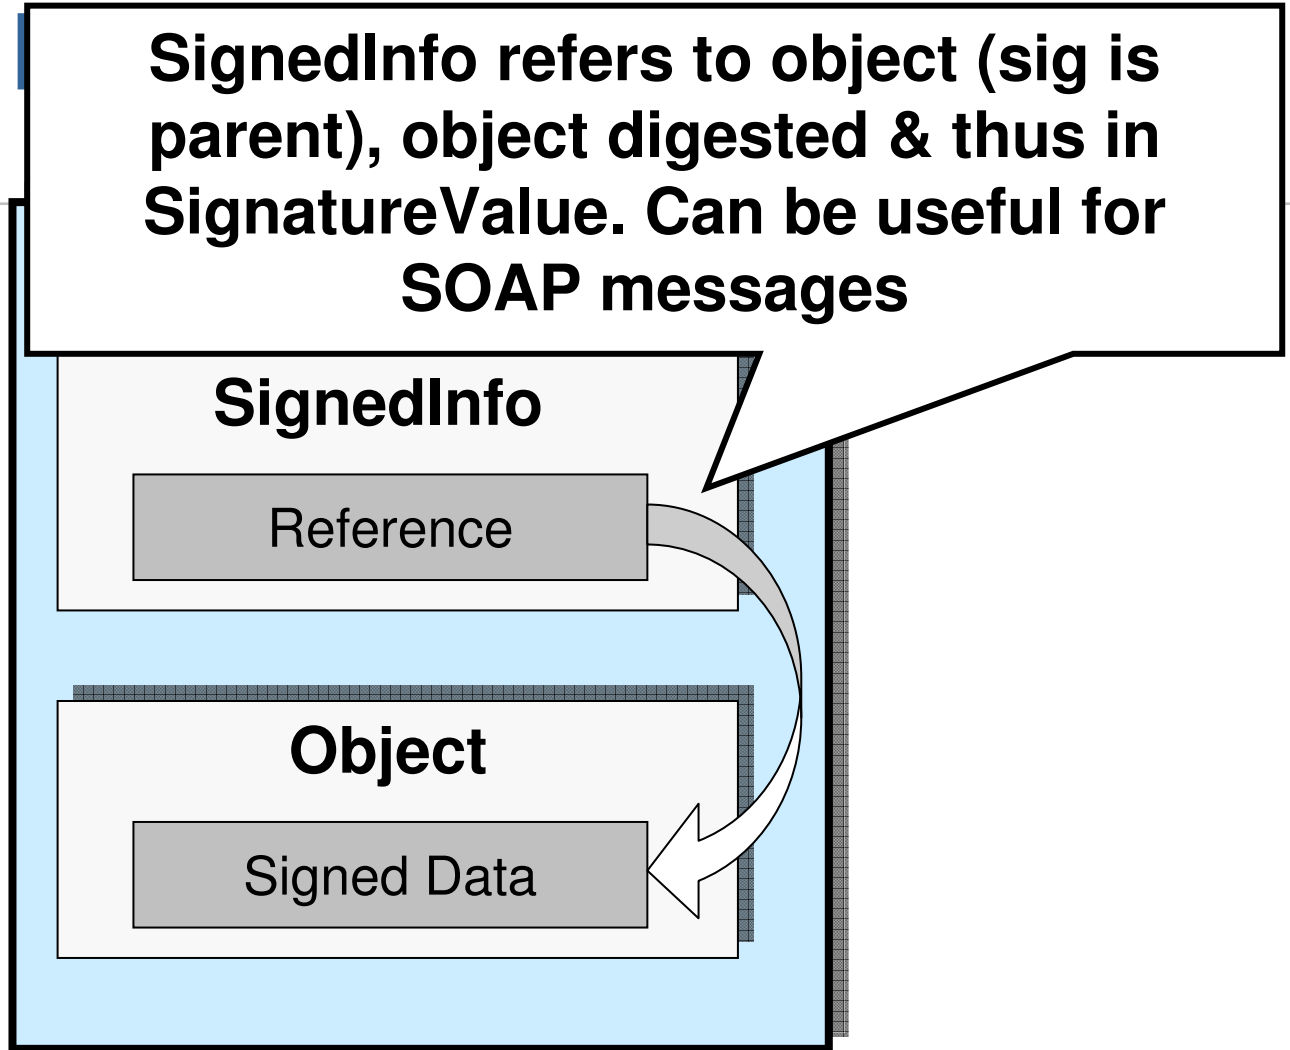 SignedInfo refers to object (sig is
parent), object digested & thus in
SignatureValue. Can be useful for
SOAP messages
SignedInfo
Reference
Object
Signed Data